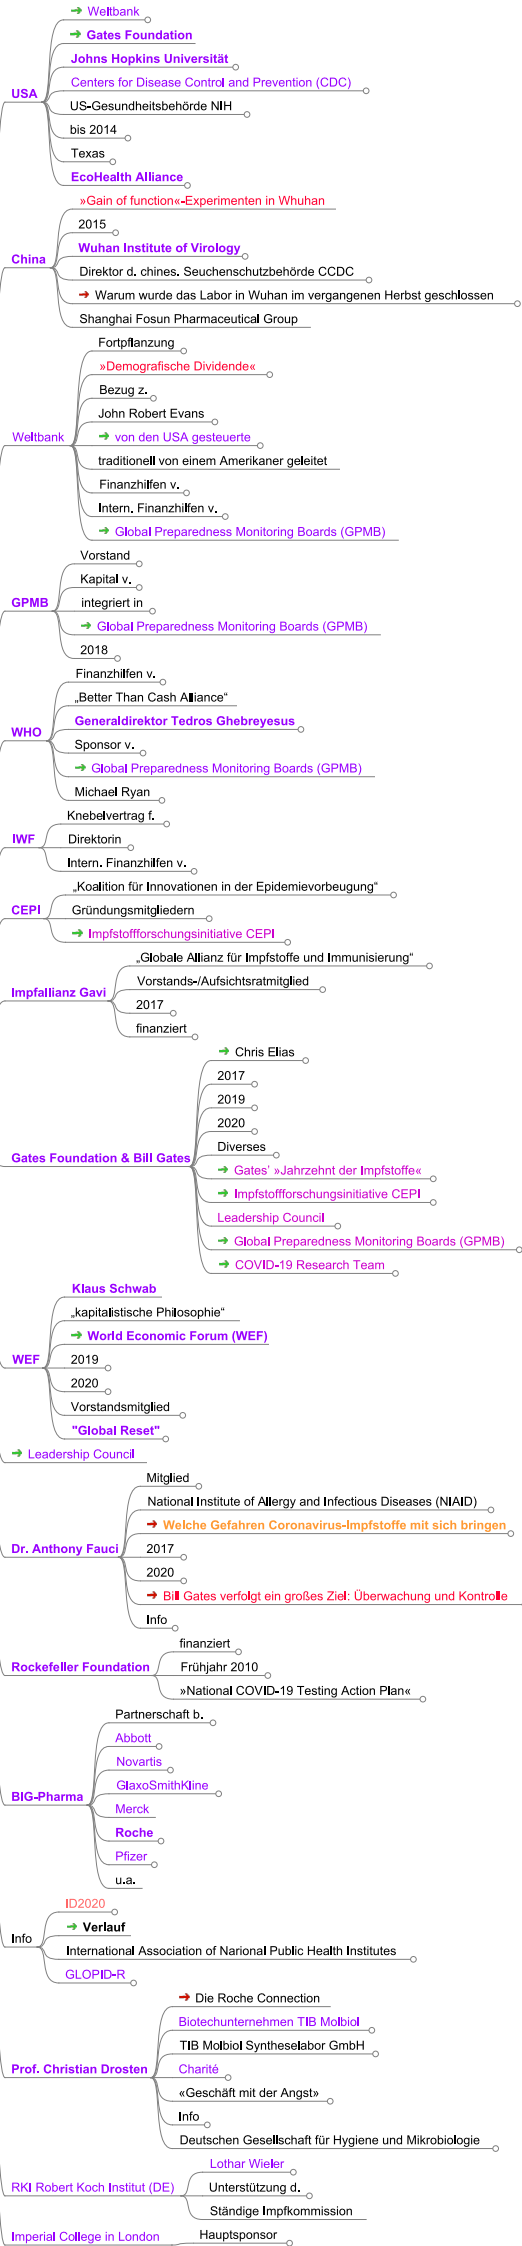 USA
➔ Weltbank
➔ Gates Foundation
Johns Hopkins Universität
Centers for Disease Control and Prevention (CDC)
US-Gesundheitsbehörde NIH
bis 2014
Texas
EcoHealth Alliance
China
»Gain of function«-Experimenten in Whuhan
2015
Wuhan Institute of Virology
Direktor d. chines. Seuchenschutzbehörde CCDC
➔ Warum wurde das Labor in Wuhan im vergangenen Herbst geschlossen
Shanghai Fosun Pharmaceutical Group
Weltbank
Fortpflanzung
»Demografische Dividende«
Bezug z.
John Robert Evans
➔ von den USA gesteuerte
traditionell von einem Amerikaner geleitet
Finanzhilfen v.
Intern. Finanzhilfen v.
➔ Global Preparedness Monitoring Boards (GPMB)
GPMB
Vorstand
Kapital v.
integriert in
➔ Global Preparedness Monitoring Boards (GPMB)
2018
WHO
Finanzhilfen v.
„Better Than Cash Alliance“
Generaldirektor Tedros Ghebreyesus
Sponsor v.
➔ Global Preparedness Monitoring Boards (GPMB)
Michael Ryan
IWF
Knebelvertrag f.
Direktorin
Intern. Finanzhilfen v.
CEPI
„Koalition für Innovationen in der Epidemievorbeugung“
Gründungsmitgliedern
➔ Impfstoffforschungsinitiative CEPI
Impfallianz Gavi
„Globale Allianz für Impfstoffe und Immunisierung“
Vorstands-/Aufsichtsratmitglied
2017
finanziert
Gates Foundation & Bill Gates
➔ Chris Elias
2017
2019
2020
Diverses
➔ Gates’ »Jahrzehnt der Impfstoffe«
➔ Impfstoffforschungsinitiative CEPI
Leadership Council
➔ Global Preparedness Monitoring Boards (GPMB)
➔ COVID-19 Research Team
WEF
Klaus Schwab
„kapitalistische Philosophie“
➔ World Economic Forum (WEF)
2019
2020
Vorstandsmitglied
"Global Reset"
➔ Leadership Council
Dr. Anthony Fauci
Mitglied
National Institute of Allergy and Infectious Diseases (NIAID)
➔ Welche Gefahren Coronavirus-Impfstoffe mit sich bringen
2017
2020
➔ Bill Gates verfolgt ein großes Ziel: Überwachung und Kontrolle
Info
Rockefeller Foundation
finanziert
Frühjahr 2010
»National COVID-19 Testing Action Plan«
BIG-Pharma
Partnerschaft b.
Abbott
Novartis
GlaxoSmithKline
Merck
Roche
Pfizer
u.a.
Info
ID2020
➔ Verlauf
International Association of Narional Public Health Institutes
GLOPID-R
Prof. Christian Drosten
➔ Die Roche Connection
Biotechunternehmen TIB Molbiol
TIB Molbiol Syntheselabor GmbH
Charité
«Geschäft mit der Angst»
Info
Deutschen Gesellschaft für Hygiene und Mikrobiologie
RKI Robert Koch Institut (DE)
Lothar Wieler
Unterstützung d.
Ständige Impfkommission
Imperial College in London
Hauptsponsor